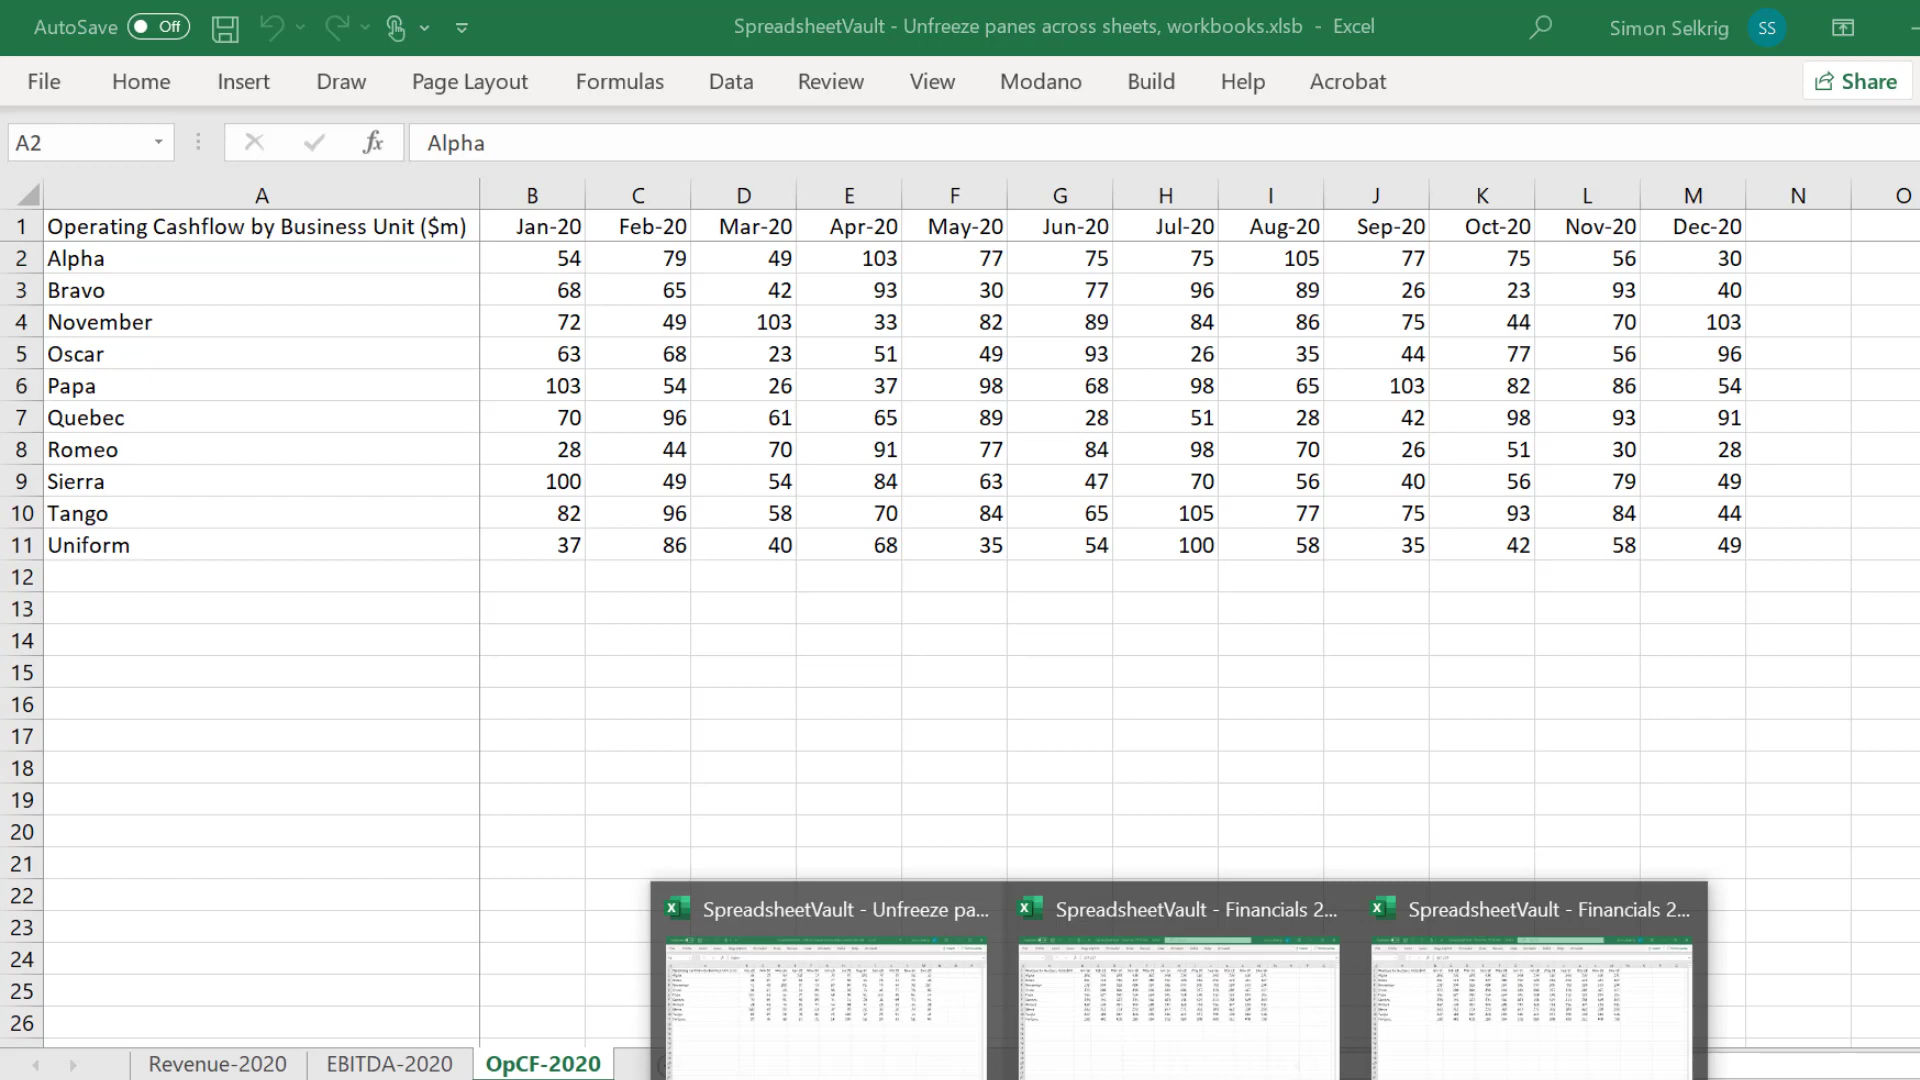 AutoSave Off SpreadsheetVault - Unfreeze panes across sheets, workbooks.xlsb - Excel Simon Selkrig SS
File Home Insert Draw Page Layout Formulas Data Review View Modano Build Help Acrobat Share
A2 fx Alpha
A B C D E F G H I J K L M N O
1 Operating Cashflow by Business Unit ($m) Jan-20 Feb-20 Mar-20 Apr-20 May-20 Jun-20 Jul-20 Aug-20 Sep-20 Oct-20 Nov-20 Dec-20
2 Alpha 54 79 49 103 77 75 75 105 77 75 56 30
3 Bravo 68 65 42 93 30 77 96 89 26 23 93 40
4 November 72 49 103 33 82 89 84 86 75 44 70 103
5 Oscar 63 68 23 51 49 93 26 35 44 77 56 96
6 Papa 103 54 26 37 98 68 98 65 103 82 86 54
7 Quebec 70 96 61 65 89 28 51 28 42 98 93 91
8 Romeo 28 44 70 91 77 84 98 70 26 51 30 28
9 Sierra 100 49 54 84 63 47 70 56 40 56 79 49
10 Tango 82 96 58 70 84 65 105 77 75 93 84 44
11 Uniform 37 86 40 68 35 54 100 58 35 42 58 49
12
13
14
15
16
17
18
19
20
21
22
23
24
25
26
SpreadsheetVault - Unfreeze pa... SpreadsheetVault - Financials 2... SpreadsheetVault - Financials 2...
Revenue-2020 EBITDA-2020 OpCF-2020